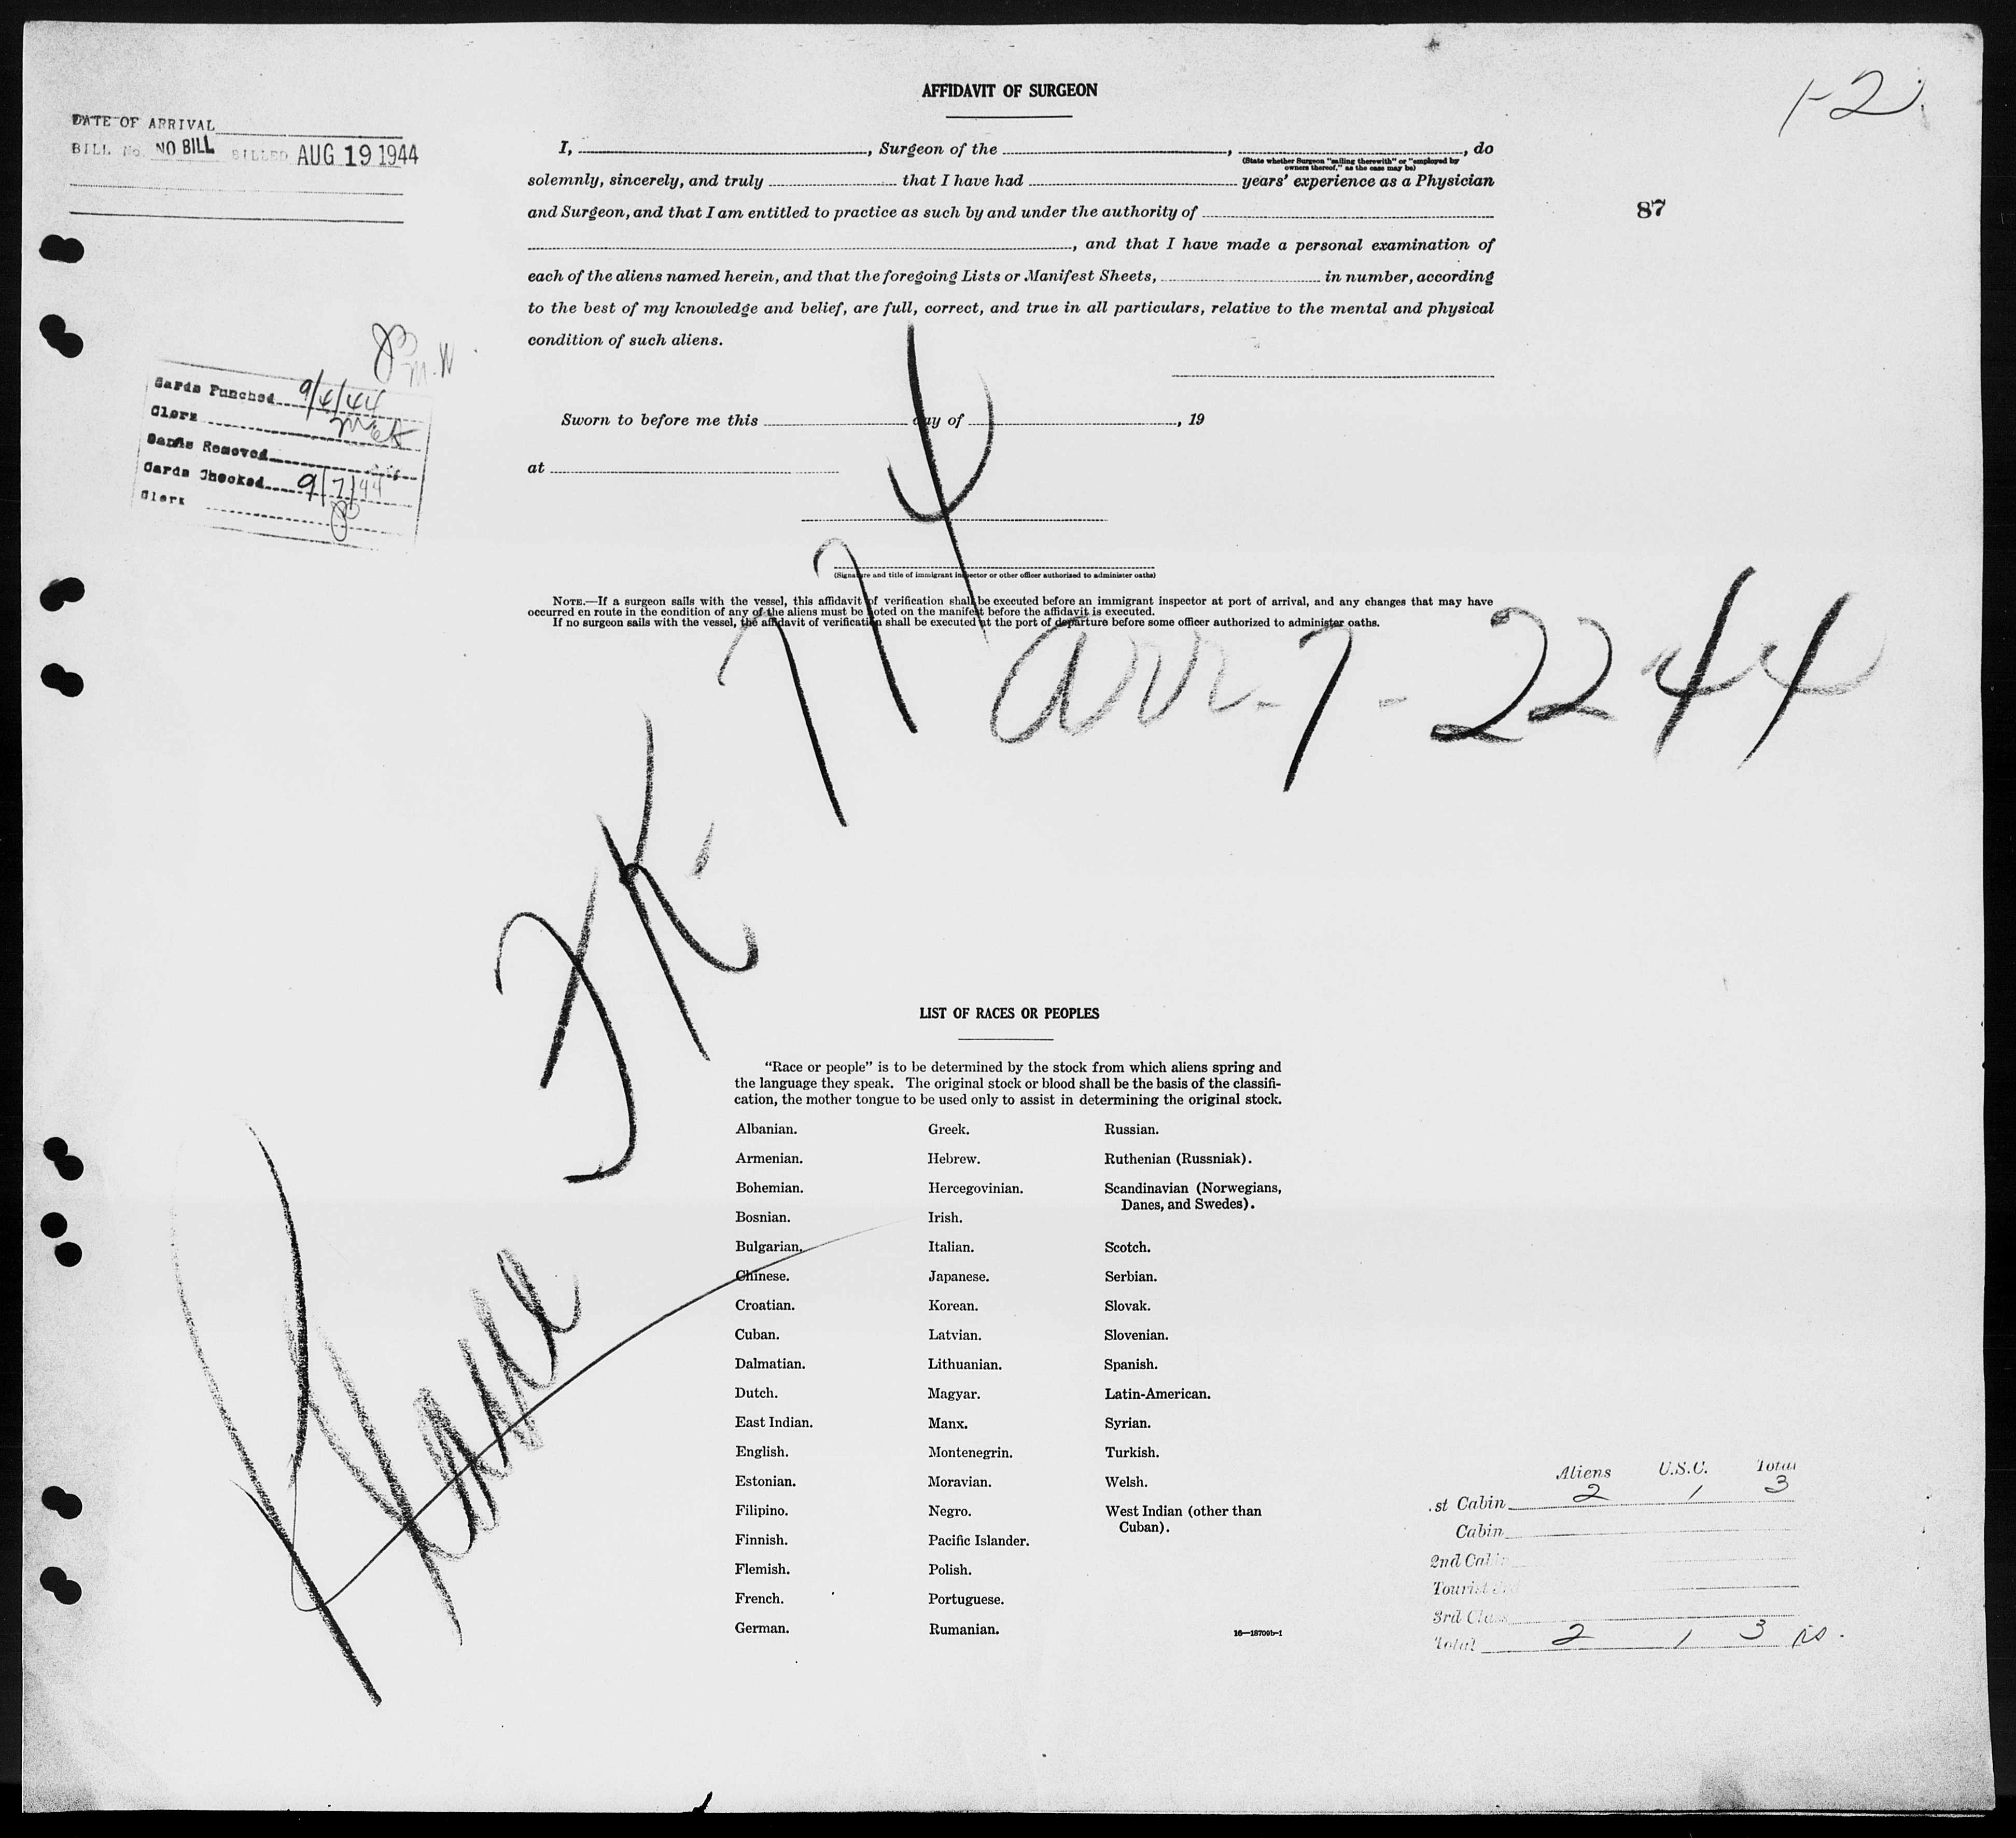 AFFIDAVIT OF SURGEON
1-2
DATE OF ARRIVAL
BILL No. NO BILL BILLED AUG 19 1944
I, , Surgeon of the , , do
(State whether Surgeon "sailing therewith" or "employed by
owners thereof," as the case may be)
solemnly, sincerely, and truly that I have had years' experience as a Physician
and Surgeon, and that I am entitled to practice as such by and under the authority of
87
, and that I have made a personal examination of
each of the aliens named herein, and that the foregoing Lists or Manifest Sheets, in number, according
to the best of my knowledge and belief, are full, correct, and true in all particulars, relative to the mental and physical
condition of such aliens.
Cards Punched 9/6/44
Clerk
Cards Removed
Cards Checked 9/7/44
Clerk
Sworn to before me this day of , 19
at
(Signature and title of immigrant inspector or other officer authorized to administer oaths)
NOTE.—If a surgeon sails with the vessel, this affidavit of verification shall be executed before an immigrant inspector at port of arrival, and any changes that may have
occurred en route in the condition of any of the aliens must be noted on the manifest before the affidavit is executed.
If no surgeon sails with the vessel, the affidavit of verification shall be executed at the port of departure before some officer authorized to administer oaths.
774
arr-7-2244
LIST OF RACES OR PEOPLES
"Race or people" is to be determined by the stock from which aliens spring and
the language they speak. The original stock or blood shall be the basis of the classifi-
cation, the mother tongue to be used only to assist in determining the original stock.
Albanian.
Armenian.
Bohemian.
Bosnian.
Bulgarian.
Chinese.
Croatian.
Cuban.
Dalmatian.
Dutch.
East Indian.
English.
Estonian.
Filipino.
Finnish.
Flemish.
French.
German.
Greek.
Hebrew.
Hercegovinian.
Irish.
Italian.
Japanese.
Korean.
Latvian.
Lithuanian.
Magyar.
Manx.
Montenegrin.
Moravian.
Negro.
Pacific Islander.
Polish.
Portuguese.
Rumanian.
Russian.
Ruthenian (Russniak).
Scandinavian (Norwegians,
Danes, and Swedes).
Scotch.
Serbian.
Slovak.
Slovenian.
Spanish.
Latin-American.
Syrian.
Turkish.
Welsh.
West Indian (other than
Cuban).
16—18709b-1
Aliens U.S.C. Total
st Cabin 2 1 3
Cabin
2nd Cabin
Tourist 3rd
3rd Class
Total 2 1 3